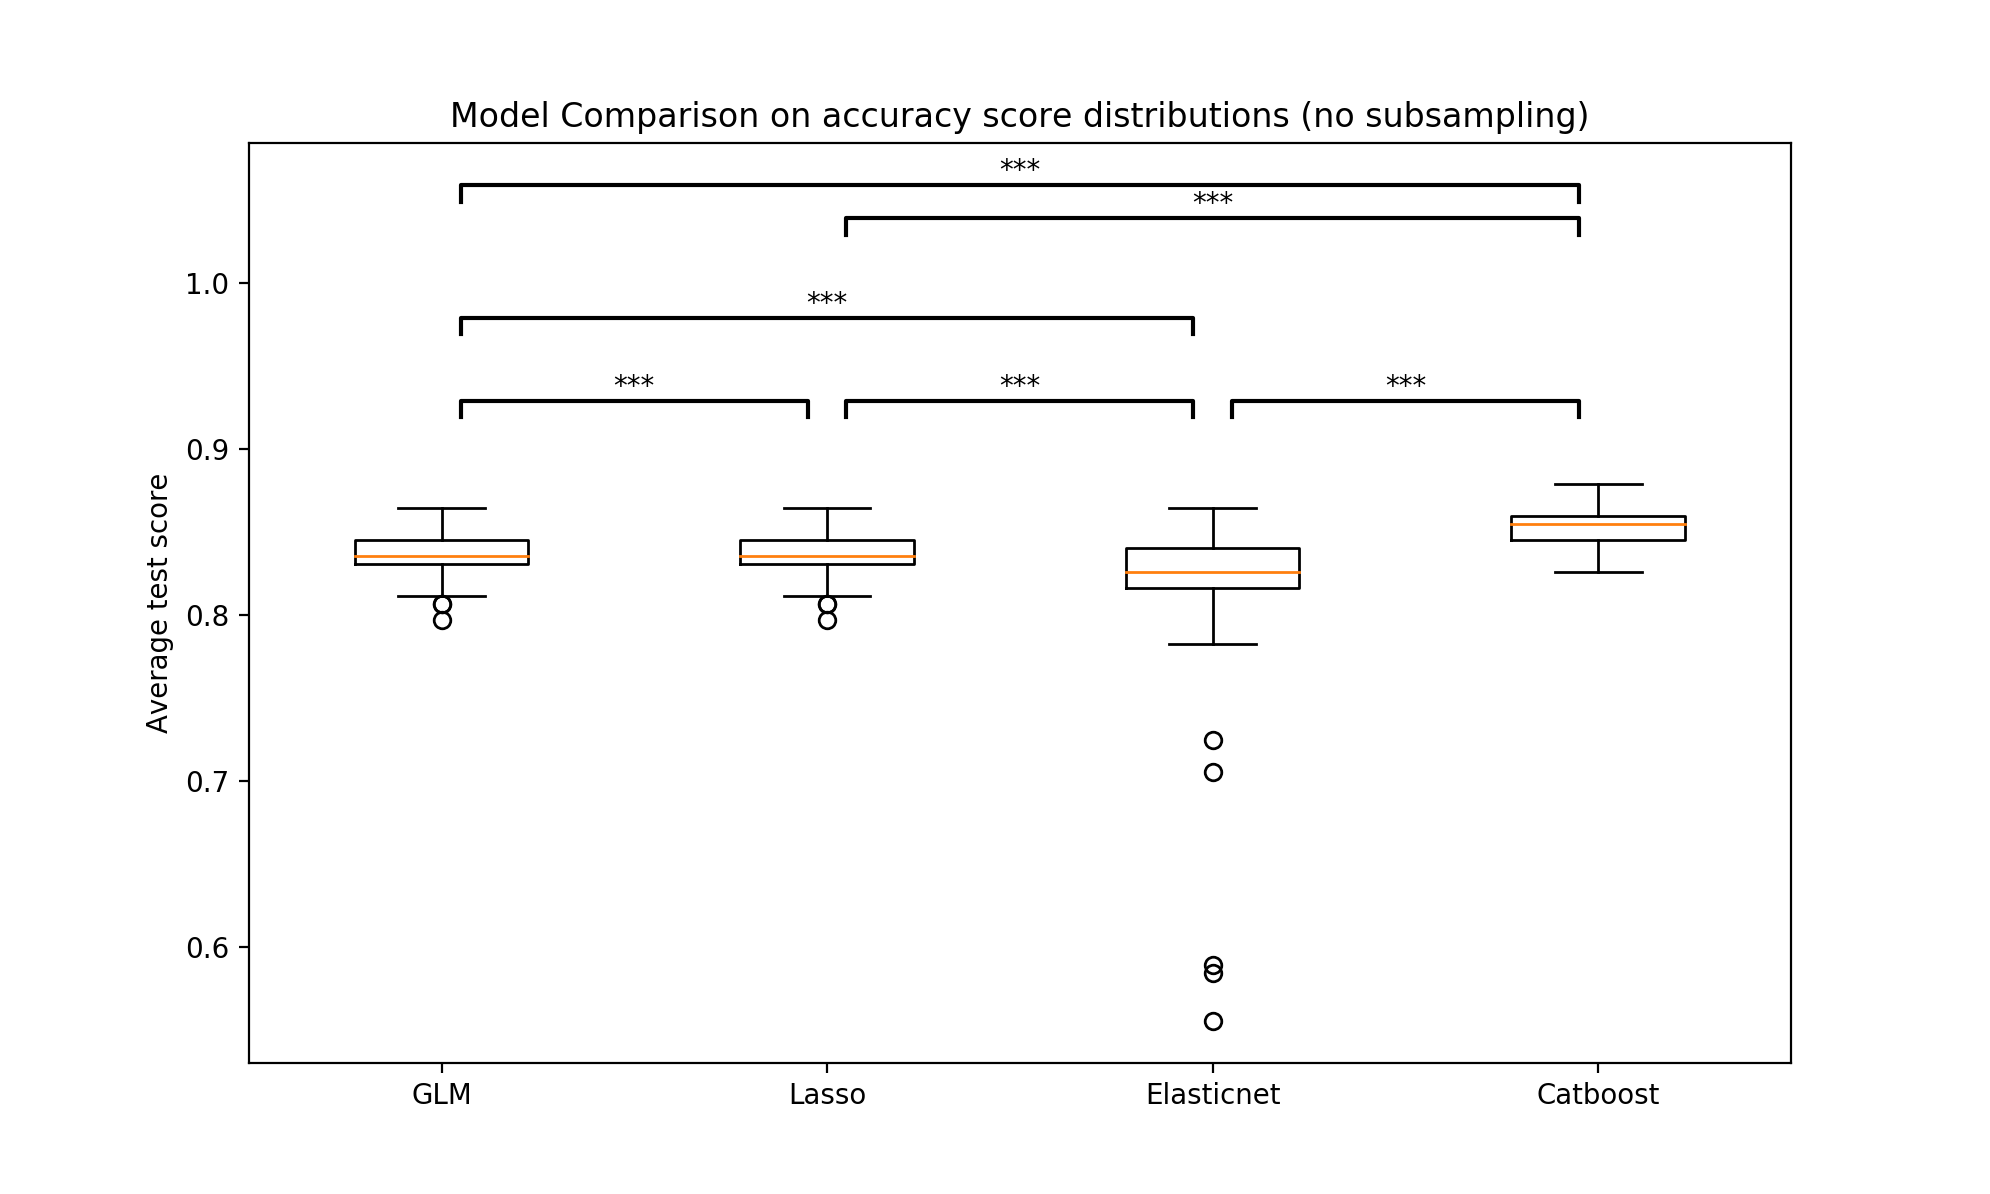 Model Comparison on accuracy score distributions (no subsampling)
***
***
***
*** *** ***
1.0
0.9
0.8
0.7
0.6
Average test score
GLM Lasso Elasticnet Catboost